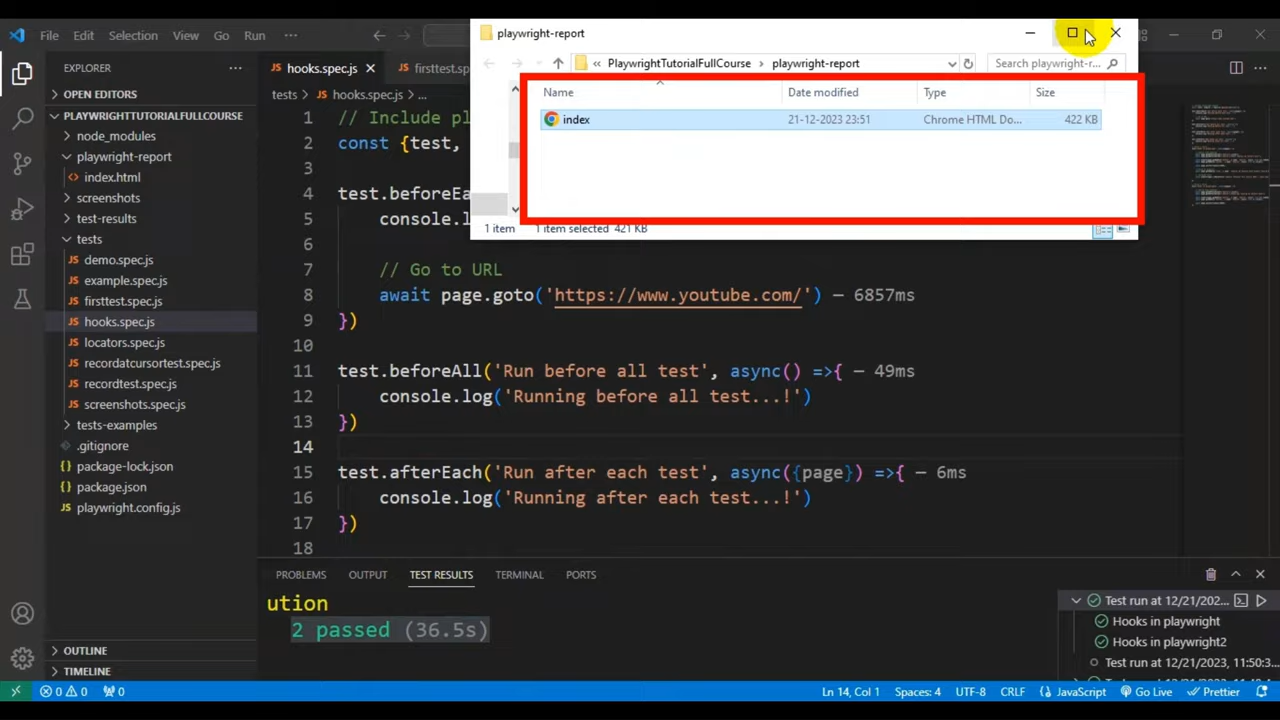 File Edit Selection View Go Run ···
playwright-report
PlaywrightTutorialFullCourse > playwright-report
Search playwright-r...
Name Date modified Type Size
index 21-12-2023 23:51 Chrome HTML Do... 422 KB
1 item 1 item selected 421 KB
EXPLORER
OPEN EDITORS
PLAYWRIGHTTUTORIALFULLCOURSE
node_modules
playwright-report
index.html
screenshots
test-results
tests
demo.spec.js
example.spec.js
firsttest.spec.js
hooks.spec.js
locators.spec.js
recordatcursortest.spec.js
recordtest.spec.js
screenshots.spec.js
tests-examples
.gitignore
package-lock.json
package.json
playwright.config.js
OUTLINE
TIMELINE
hooks.spec.js firsttest.sp
tests > hooks.spec.js > ...
1 // Include pl
2 const {test,
3
4 test.beforeEa
5 console.l
6
7 // Go to URL
8 await page.goto('https://www.youtube.com/') — 6857ms
9 })
10
11 test.beforeAll('Run before all test', async() =>{ — 49ms
12 console.log('Running before all test...!')
13 })
14
15 test.afterEach('Run after each test', async({page}) =>{ — 6ms
16 console.log('Running after each test...!')
17 })
18
PROBLEMS OUTPUT TEST RESULTS TERMINAL PORTS
ution
2 passed (36.5s)
Test run at 12/21/202...
Hooks in playwright
Hooks in playwright2
Test run at 12/21/2023, 11:50:3...
0 0 0
Ln 14, Col 1 Spaces: 4 UTF-8 CRLF {} JavaScript Go Live Prettier